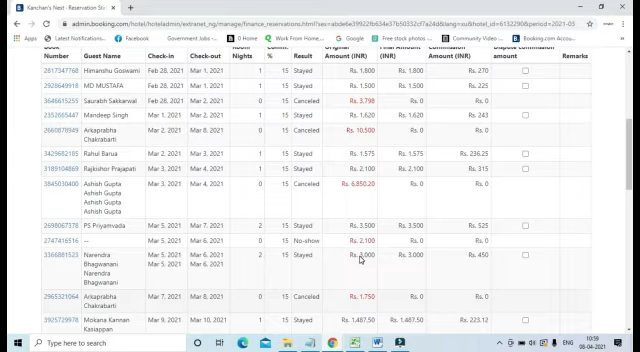 Kanchan's Nest - Reservation Sta
admin.booking.com/hotel/hoteladmin/extranet_ng/manage/finance_reservations.html?
lang=xu&hotel_id=6132290&period=2021-03
Apps YouTube Facebook Government Jobs -... 0 Home Work From Home... Q Free stock photos Community Video Booking.com Accou...
Book Number Guest Name Check-in Check-out Room Nights Comm. % Result Original Amount (INR) Final Amount (INR) Commission Amount (INR) Dispute commission amount Remarks
2817347768 Himanshu Goswami Feb 28, 2021 Mar 1, 2021 1 15 Stayed Rs. 1,800 Rs. 1,800 Rs. 270
2928649918 MD MUSTAFA Feb 28, 2021 Mar 1, 2021 1 15 Stayed Rs. 1,500 Rs. 1,500 Rs. 225
3646615255 Saurabh Sakkarwal Feb 28, 2021 Mar 2, 2021 0 15 Canceled Rs. 3,798 Rs. 0 Rs. 0
2352665447 Mandeep Singh Mar 1, 2021 Mar 2, 2021 1 15 Stayed Rs. 1,620 Rs. 1,620 Rs. 243
2660878949 Arkaprabha Mar 2, 2021 Mar 8, 2021 0 15 Canceled Rs. 10,500 Rs. 0 Rs. 0
Chakrabarti
3429682185 Rahul Barua Mar 2, 2021 Mar 3, 2021 1 15 Stayed Rs. 1,575 Rs. 1,575 Rs. 236.25
3189104869 Rajkishor Prajapati Mar 3, 2021 Mar 4, 2021 1 15 Stayed Rs. 2,100 Rs. 2,100 Rs. 315
3845030400 Ashish Gupta Mar 3, 2021 Mar 4, 2021 0 15 Canceled Rs. 6,850.20 Rs. 0 Rs. 0
Ashish Gupta
Ashish Gupta
Ashish Gupta
2698067378 PS Priyamvada Mar 5, 2021 Mar 7, 2021 2 15 Stayed Rs. 3,500 Rs. 3,500 Rs. 525
2747416516 -- Mar 5, 2021 Mar 6, 2021 0 15 No-show Rs. 2,100 Rs. 0 Rs. 0
3366881523 Narendra Mar 5, 2021 Mar 6, 2021 2 15 Stayed Rs. 3,000 Rs. 3,000 Rs. 450
Bhagwanani Mar 5, 2021 Mar 6, 2021
Narendra
Bhagwanani
2965321064 Arkaprabha Mar 7, 2021 Mar 8, 2021 0 15 Canceled Rs. 1,750 Rs. 0 Rs. 0
Chakrabarti
3925729978 Mokana Kannan Mar 9, 2021 Mar 10, 2021 1 15 Stayed Rs. 1,487.50 Rs. 1,487.50 Rs. 223.12
Kasiappan
Type here to search
ENG 10:59
08-04-2021